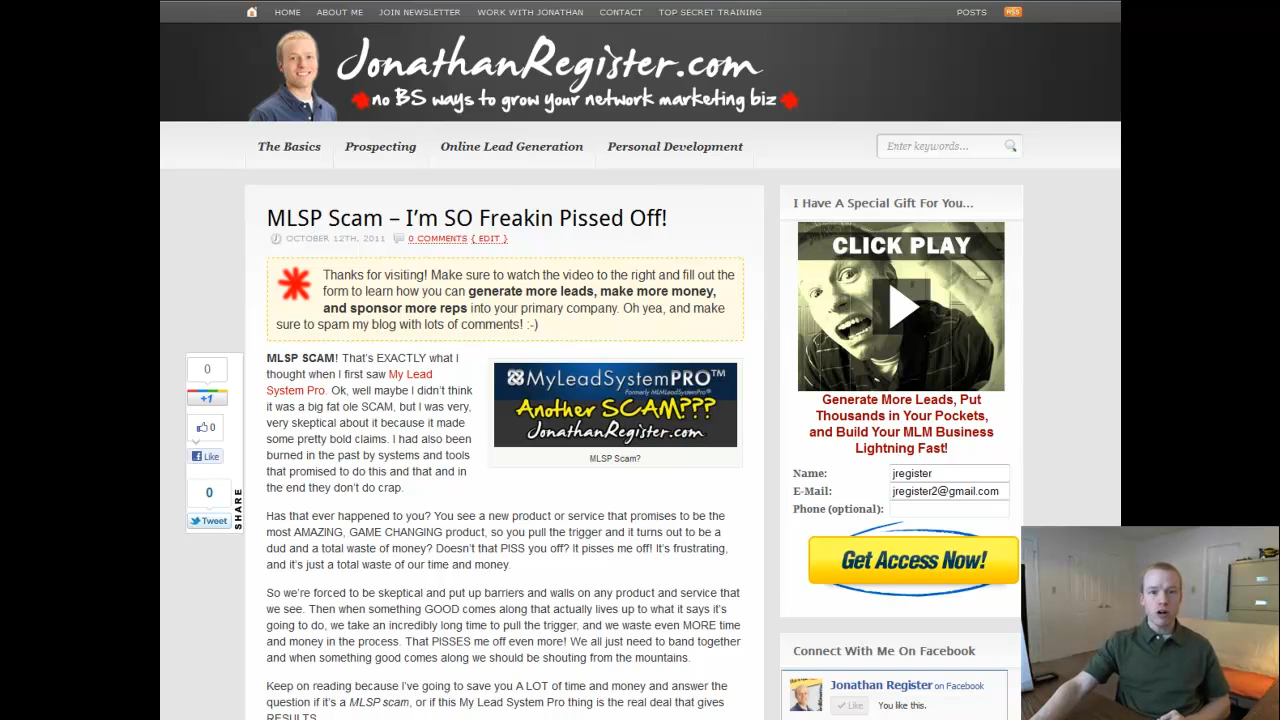 HOME ABOUT ME JOIN NEWSLETTER WORK WITH JONATHAN CONTACT TOP SECRET TRAINING POSTS RSS
JonathanRegister.com
no BS ways to grow your network marketing biz
The Basics Prospecting Online Lead Generation Personal Development Enter keywords...
MLSP Scam – I'm SO Freakin Pissed Off!
OCTOBER 12TH, 2011 0 COMMENTS { EDIT }
Thanks for visiting! Make sure to watch the video to the right and fill out the
form to learn how you can generate more leads, make more money,
and sponsor more reps into your primary company. Oh yea, and make
sure to spam my blog with lots of comments! :-)
MLSP SCAM! That's EXACTLY what I
thought when I first saw My Lead
System Pro. Ok, well maybe I didn't think
it was a big fat ole SCAM, but I was very,
very skeptical about it because it made
some pretty bold claims. I had also been
burned in the past by systems and tools
that promised to do this and that and in
the end they don't do crap.
MyLeadSystemPRO™
Formerly MLMLeadSystemPro®
Another SCAM???
JonathanRegister.com
MLSP Scam?
Has that ever happened to you? You see a new product or service that promises to be the
most AMAZING, GAME CHANGING product, so you pull the trigger and it turns out to be a
dud and a total waste of money? Doesn't that PISS you off? It pisses me off! It's frustrating,
and it's just a total waste of our time and money.
So we're forced to be skeptical and put up barriers and walls on any product and service that
we see. Then when something GOOD comes along that actually lives up to what it says it's
going to do, we take an incredibly long time to pull the trigger, and we waste even MORE time
and money in the process. That PISSES me off even more! We all just need to band together
and when something good comes along we should be shouting from the mountains.
Keep on reading because I've going to save you A LOT of time and money and answer the
question if it's a MLSP scam, or if this My Lead System Pro thing is the real deal that gives
RESULTS
0
+1
0
Like
0
Tweet
SHARE
I Have A Special Gift For You...
CLICK PLAY
Generate More Leads, Put
Thousands in Your Pockets,
and Build Your MLM Business
Lightning Fast!
Name: jregister
E-Mail: jregister2@gmail.com
Phone (optional):
Get Access Now!
Connect With Me On Facebook
Jonathan Register on Facebook
Like You like this.